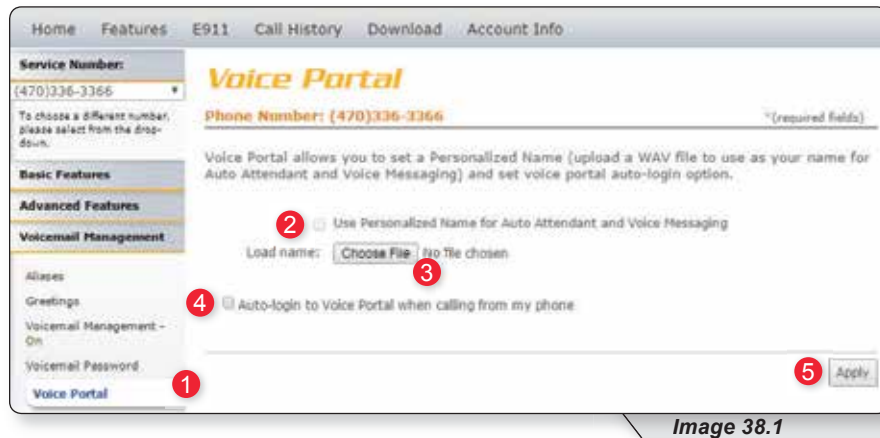 Home Features E911 Call History Download Account Info
Service Number:
(470)336-3366
To choose a different number,
please select from the drop-
down.
Basic Features
Advanced Features
Voicemail Management
Aliases
Greetings
Voicemail Management -
On
Voicemail Password
Voice Portal
1
Voice Portal
Phone Number: (470)336-3366
*(required fields)
Voice Portal allows you to set a Personalized Name (upload a WAV file to use as your name for
Auto Attendant and Voice Messaging) and set voice portal auto-login option.
2 Use Personalized Name for Auto Attendant and Voice Messaging
Load name: Choose File No file chosen
3
4 Auto-login to Voice Portal when calling from my phone
5 Apply
Image 38.1